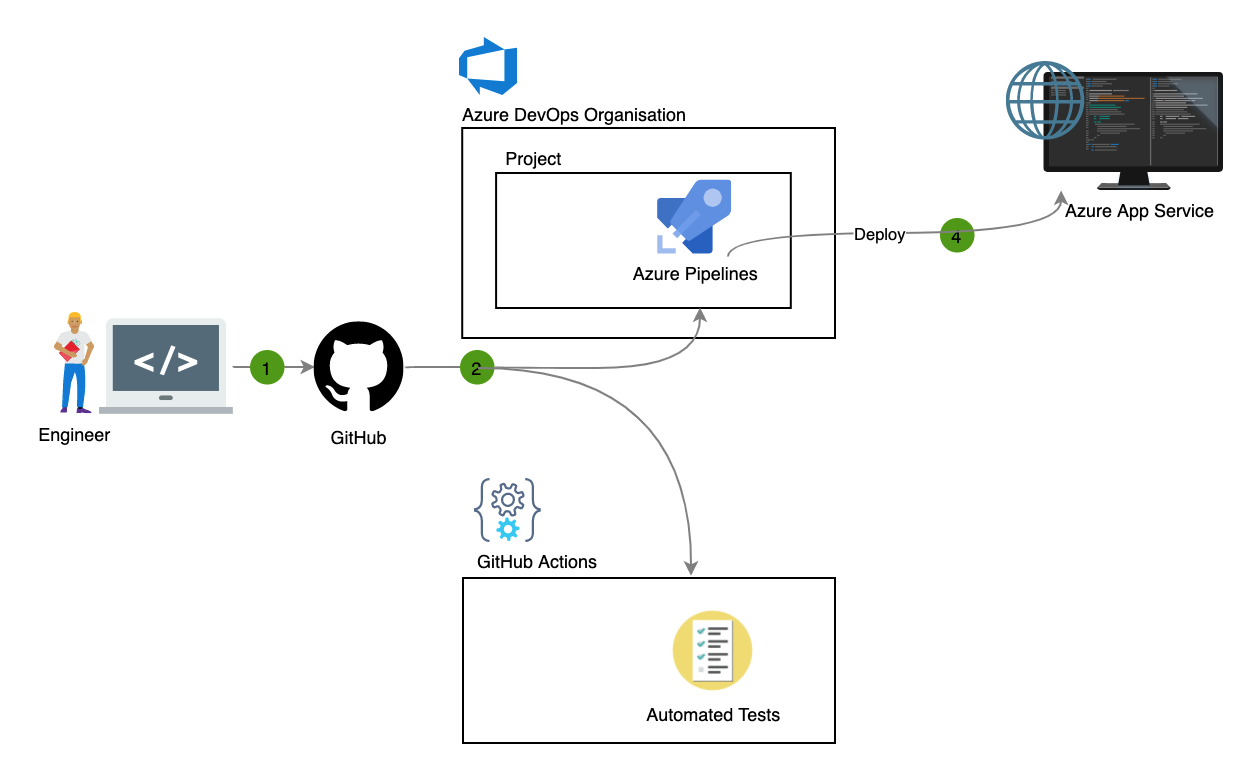 Azure DevOps Organisation
Project
Azure Pipelines
Deploy
4
Azure App Service
</>
1
2
Engineer
GitHub
GitHub Actions
Automated Tests